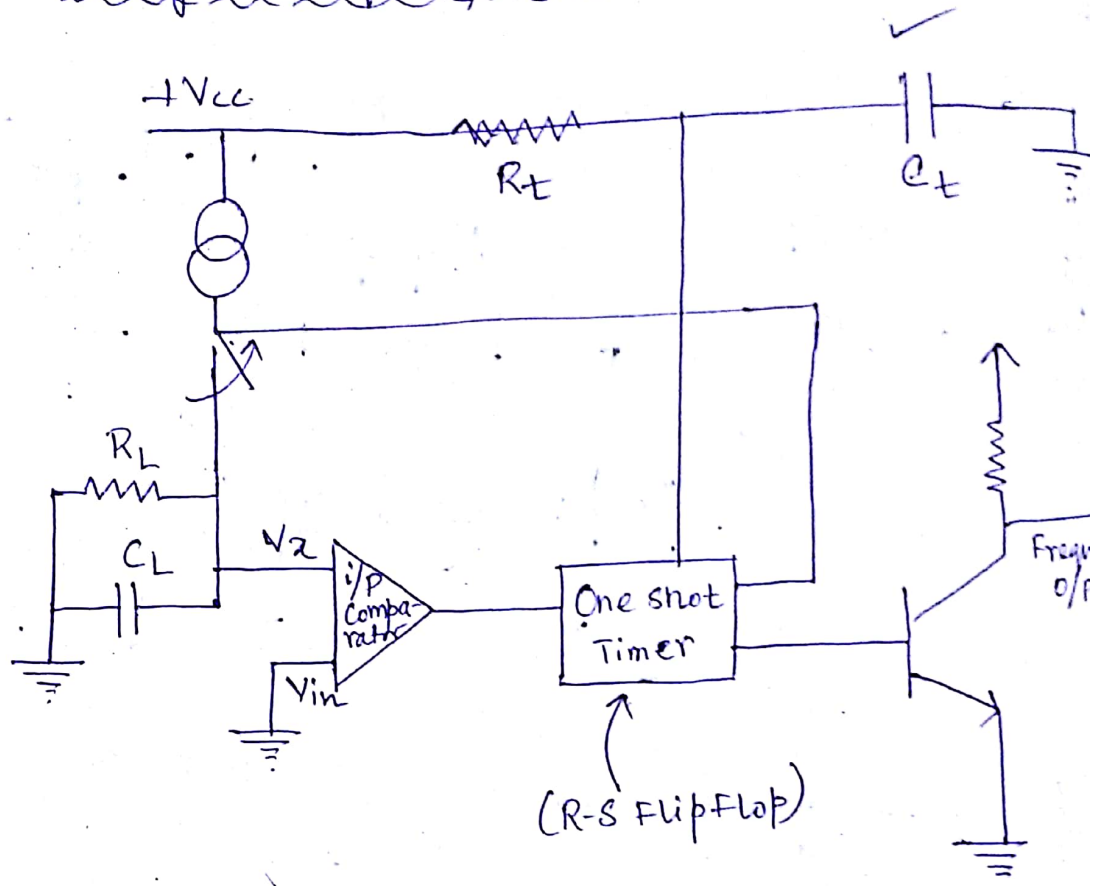 +Vcc
Rt
Ct
RL
CL
Vx
i/p
Compa-
rator
Vin
One shot
Timer
O/P
(R-S FlipFlop)